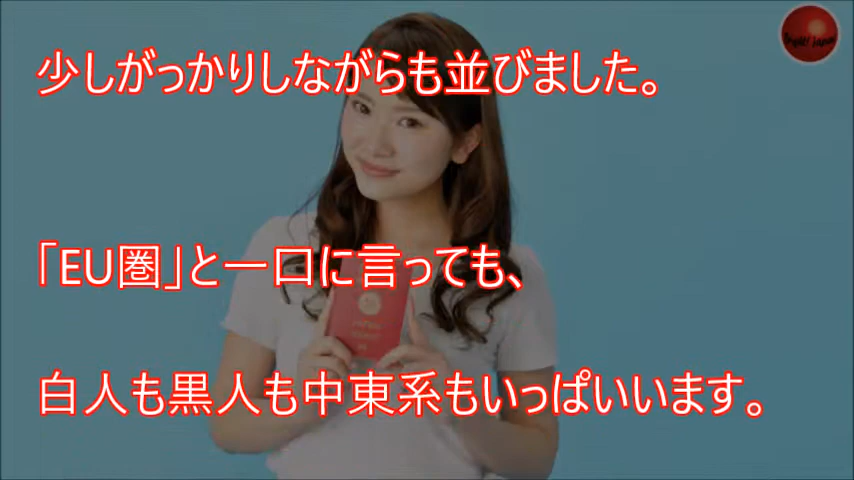 少しがっかりしながらも並びました。
「EU圏」と一口に言っても、
白人も黒人も中東系もいっぱいいます。